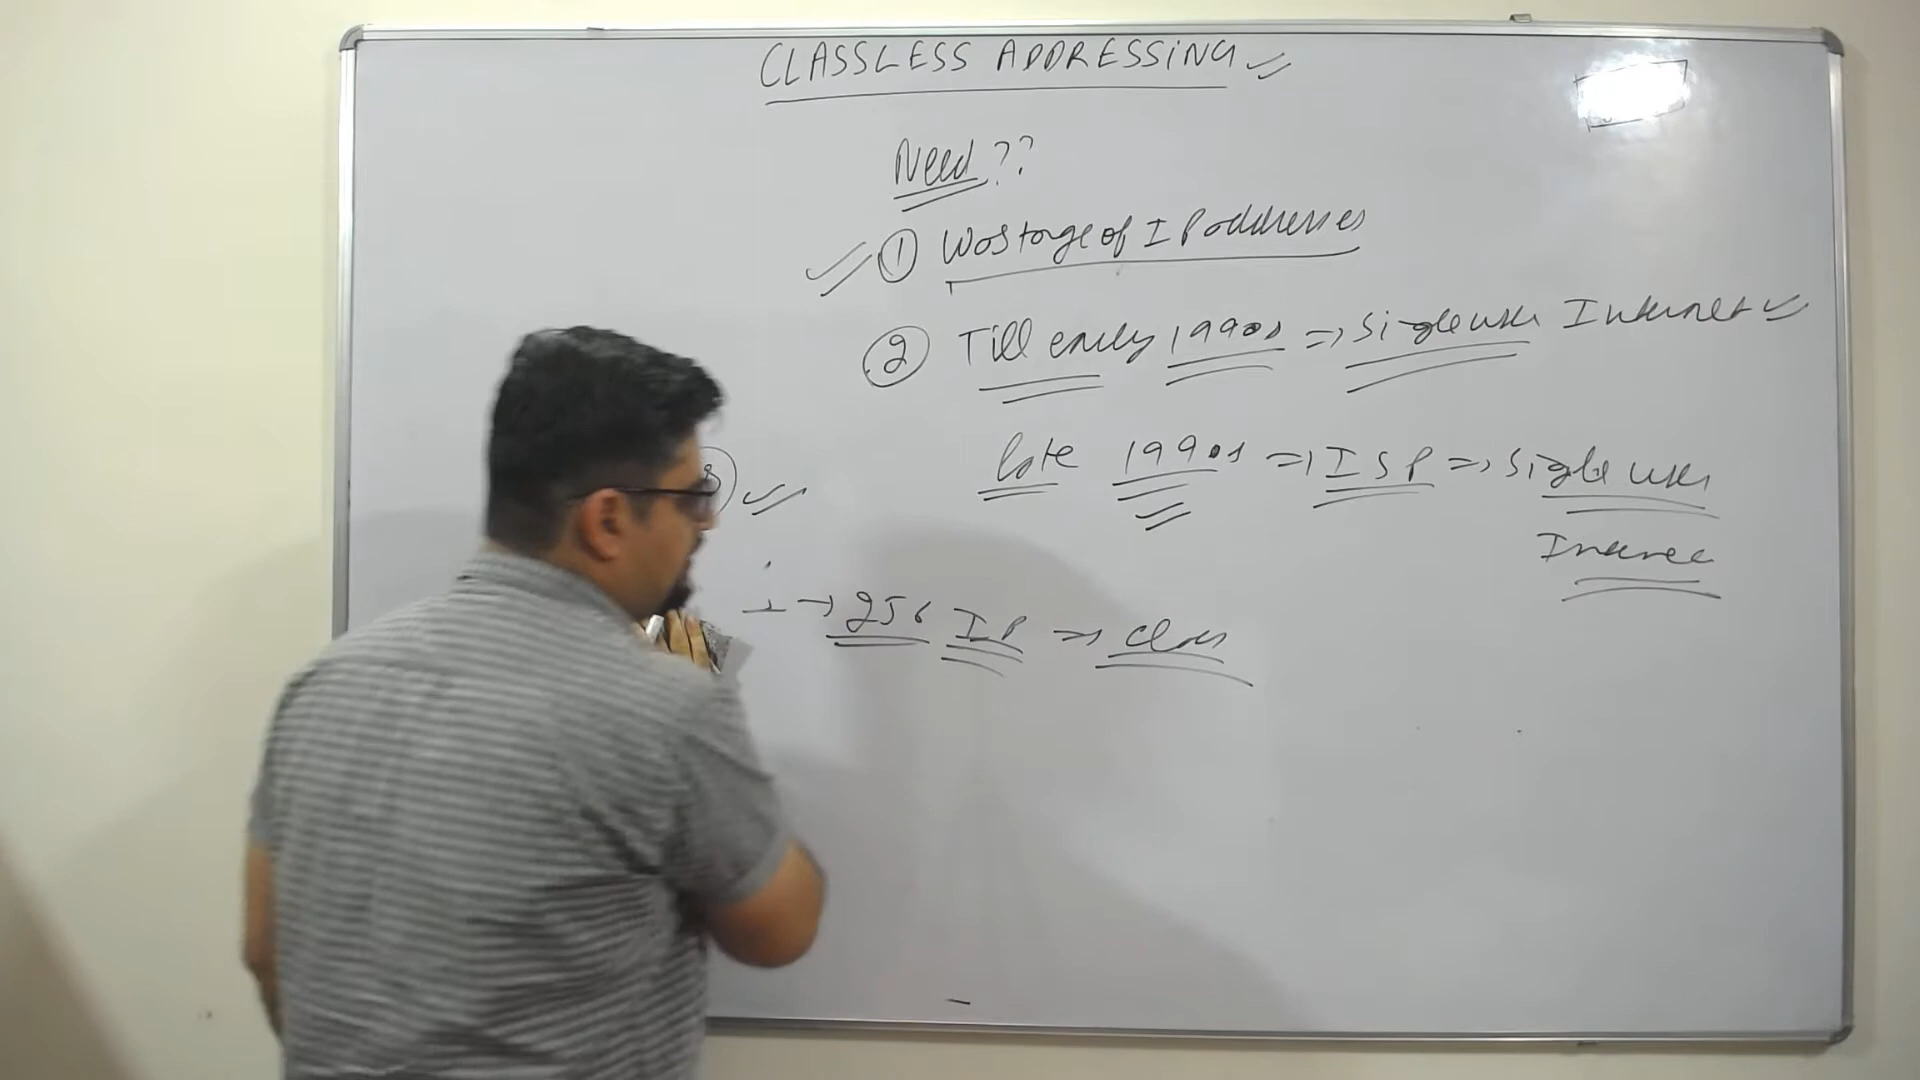 CLASSLESS ADDRESSING
Need ??
① Wastage of IP addresses
② Till early 1990s => Single user Internet
late 1990s => ISP => Single user
Internet
→ 256 IP => Class